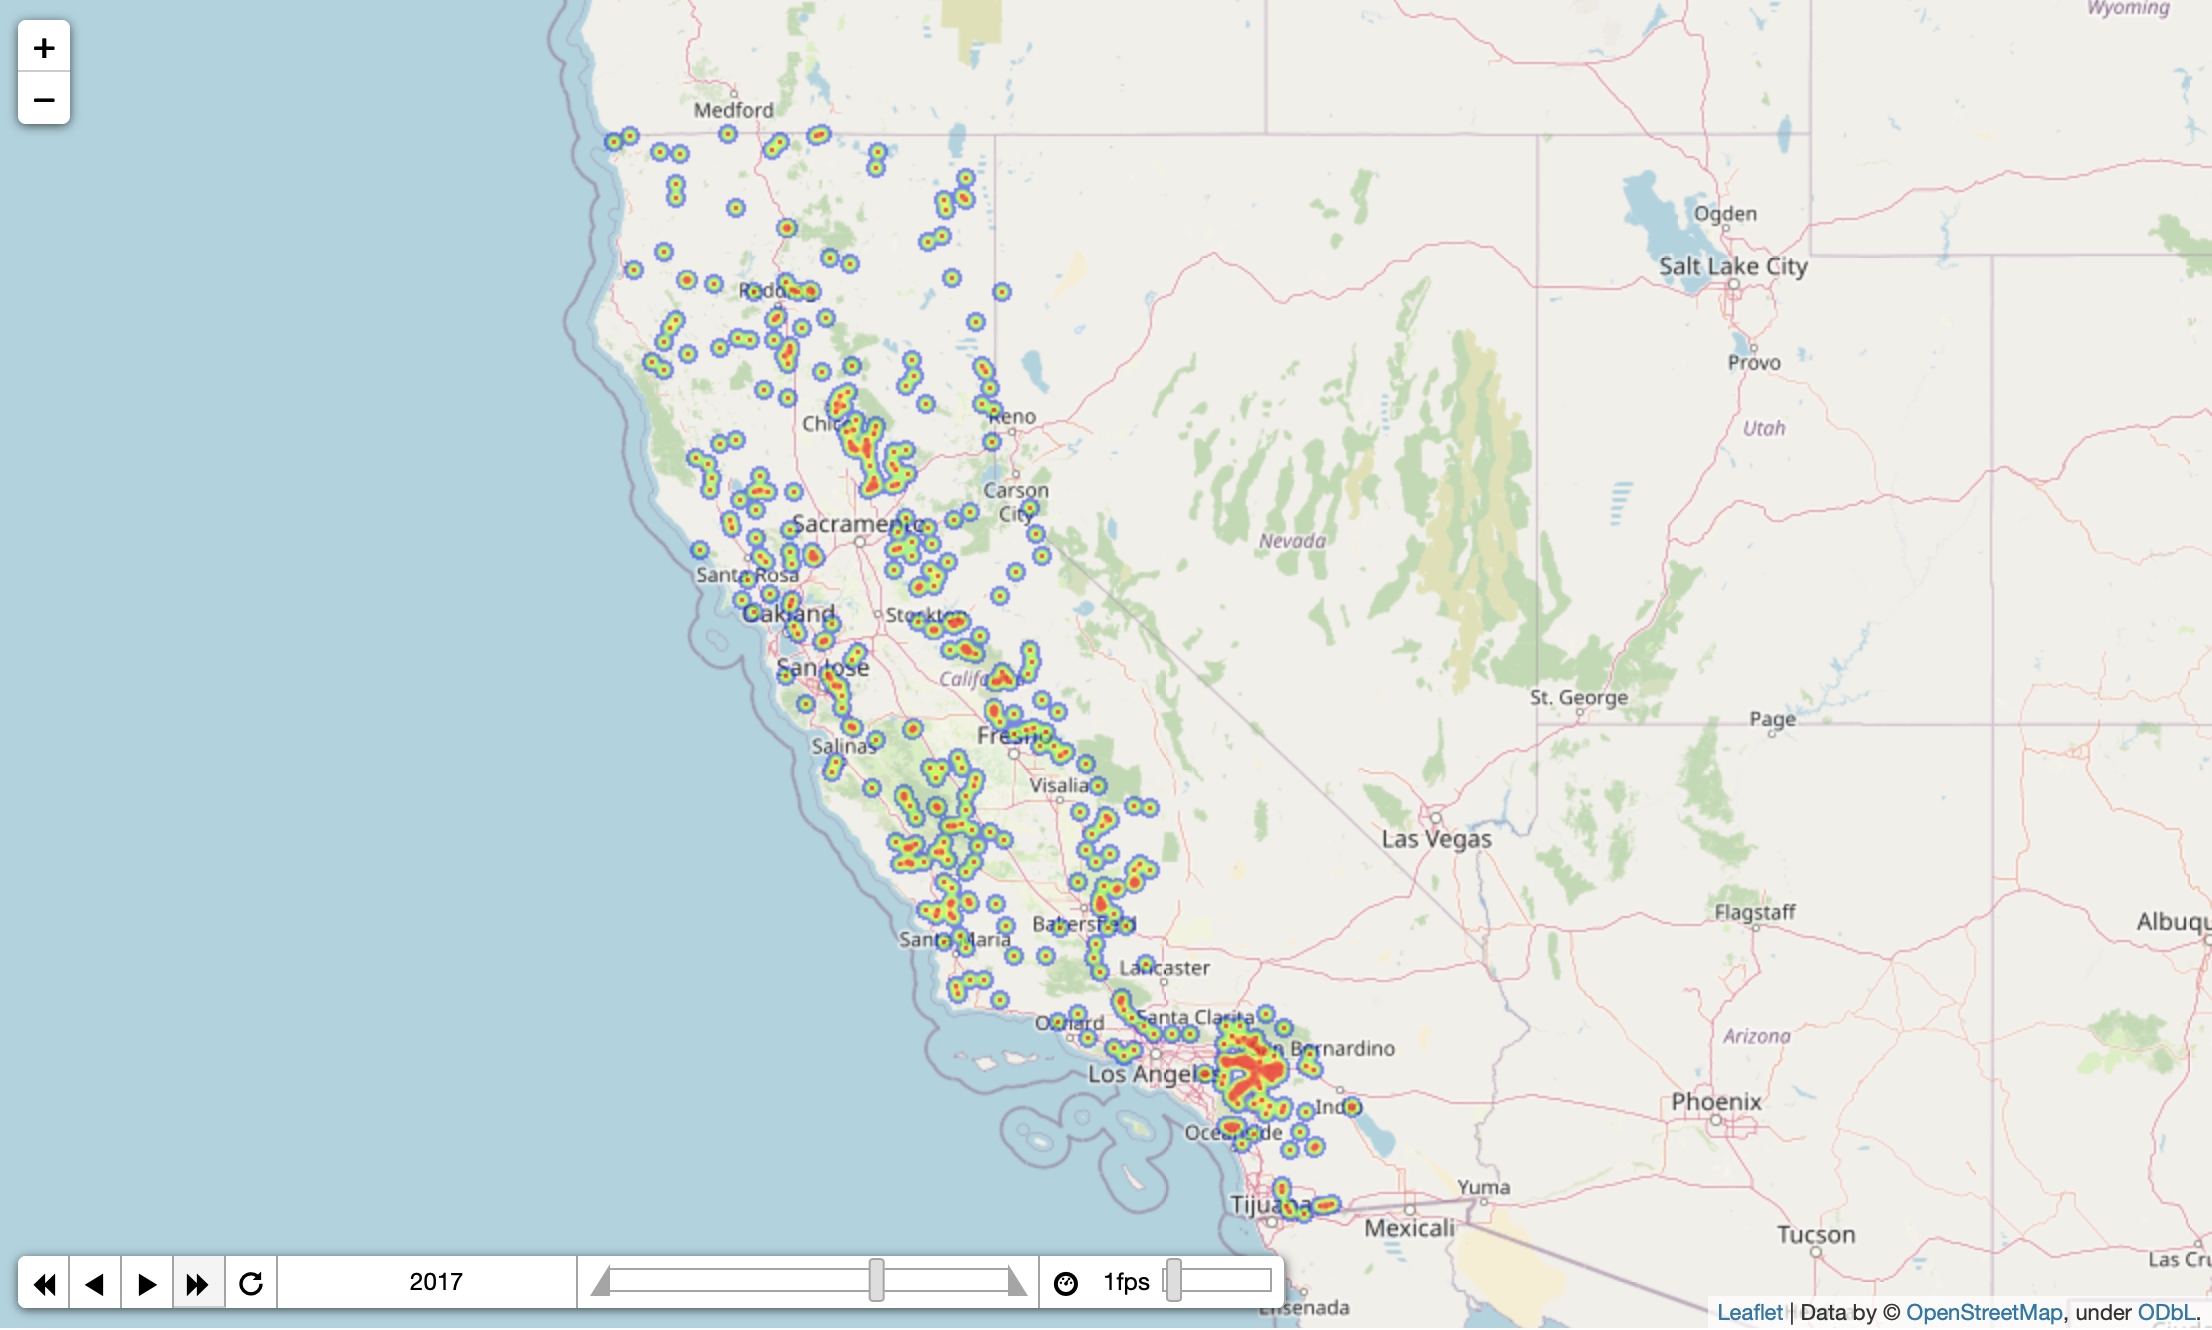 +
−
Wyoming
Medford
Ogden
Salt Lake City
Provo
Utah
Redding
Reno
Chico
Carson
City
Sacramento
Nevada
Santa Rosa
Oakland
Stockton
San Jose
California
St. George
Page
Salinas
Fresno
Visalia
Las Vegas
Flagstaff
Albuqu
Bakersfield
Santa Maria
Lancaster
Oxnard
Santa Clarita
San Bernardino
Arizona
Los Angeles
Phoenix
Indio
Oceanside
Yuma
Tijuana
Mexicali
Tucson
Las Cru
2017
1fps
Ensenada
Leaflet | Data by © OpenStreetMap, under ODbL.